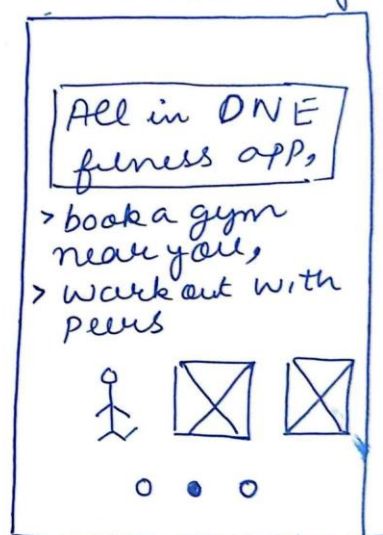 All in ONE
fitness app,
> book a gym
near you,
> workout with
peers